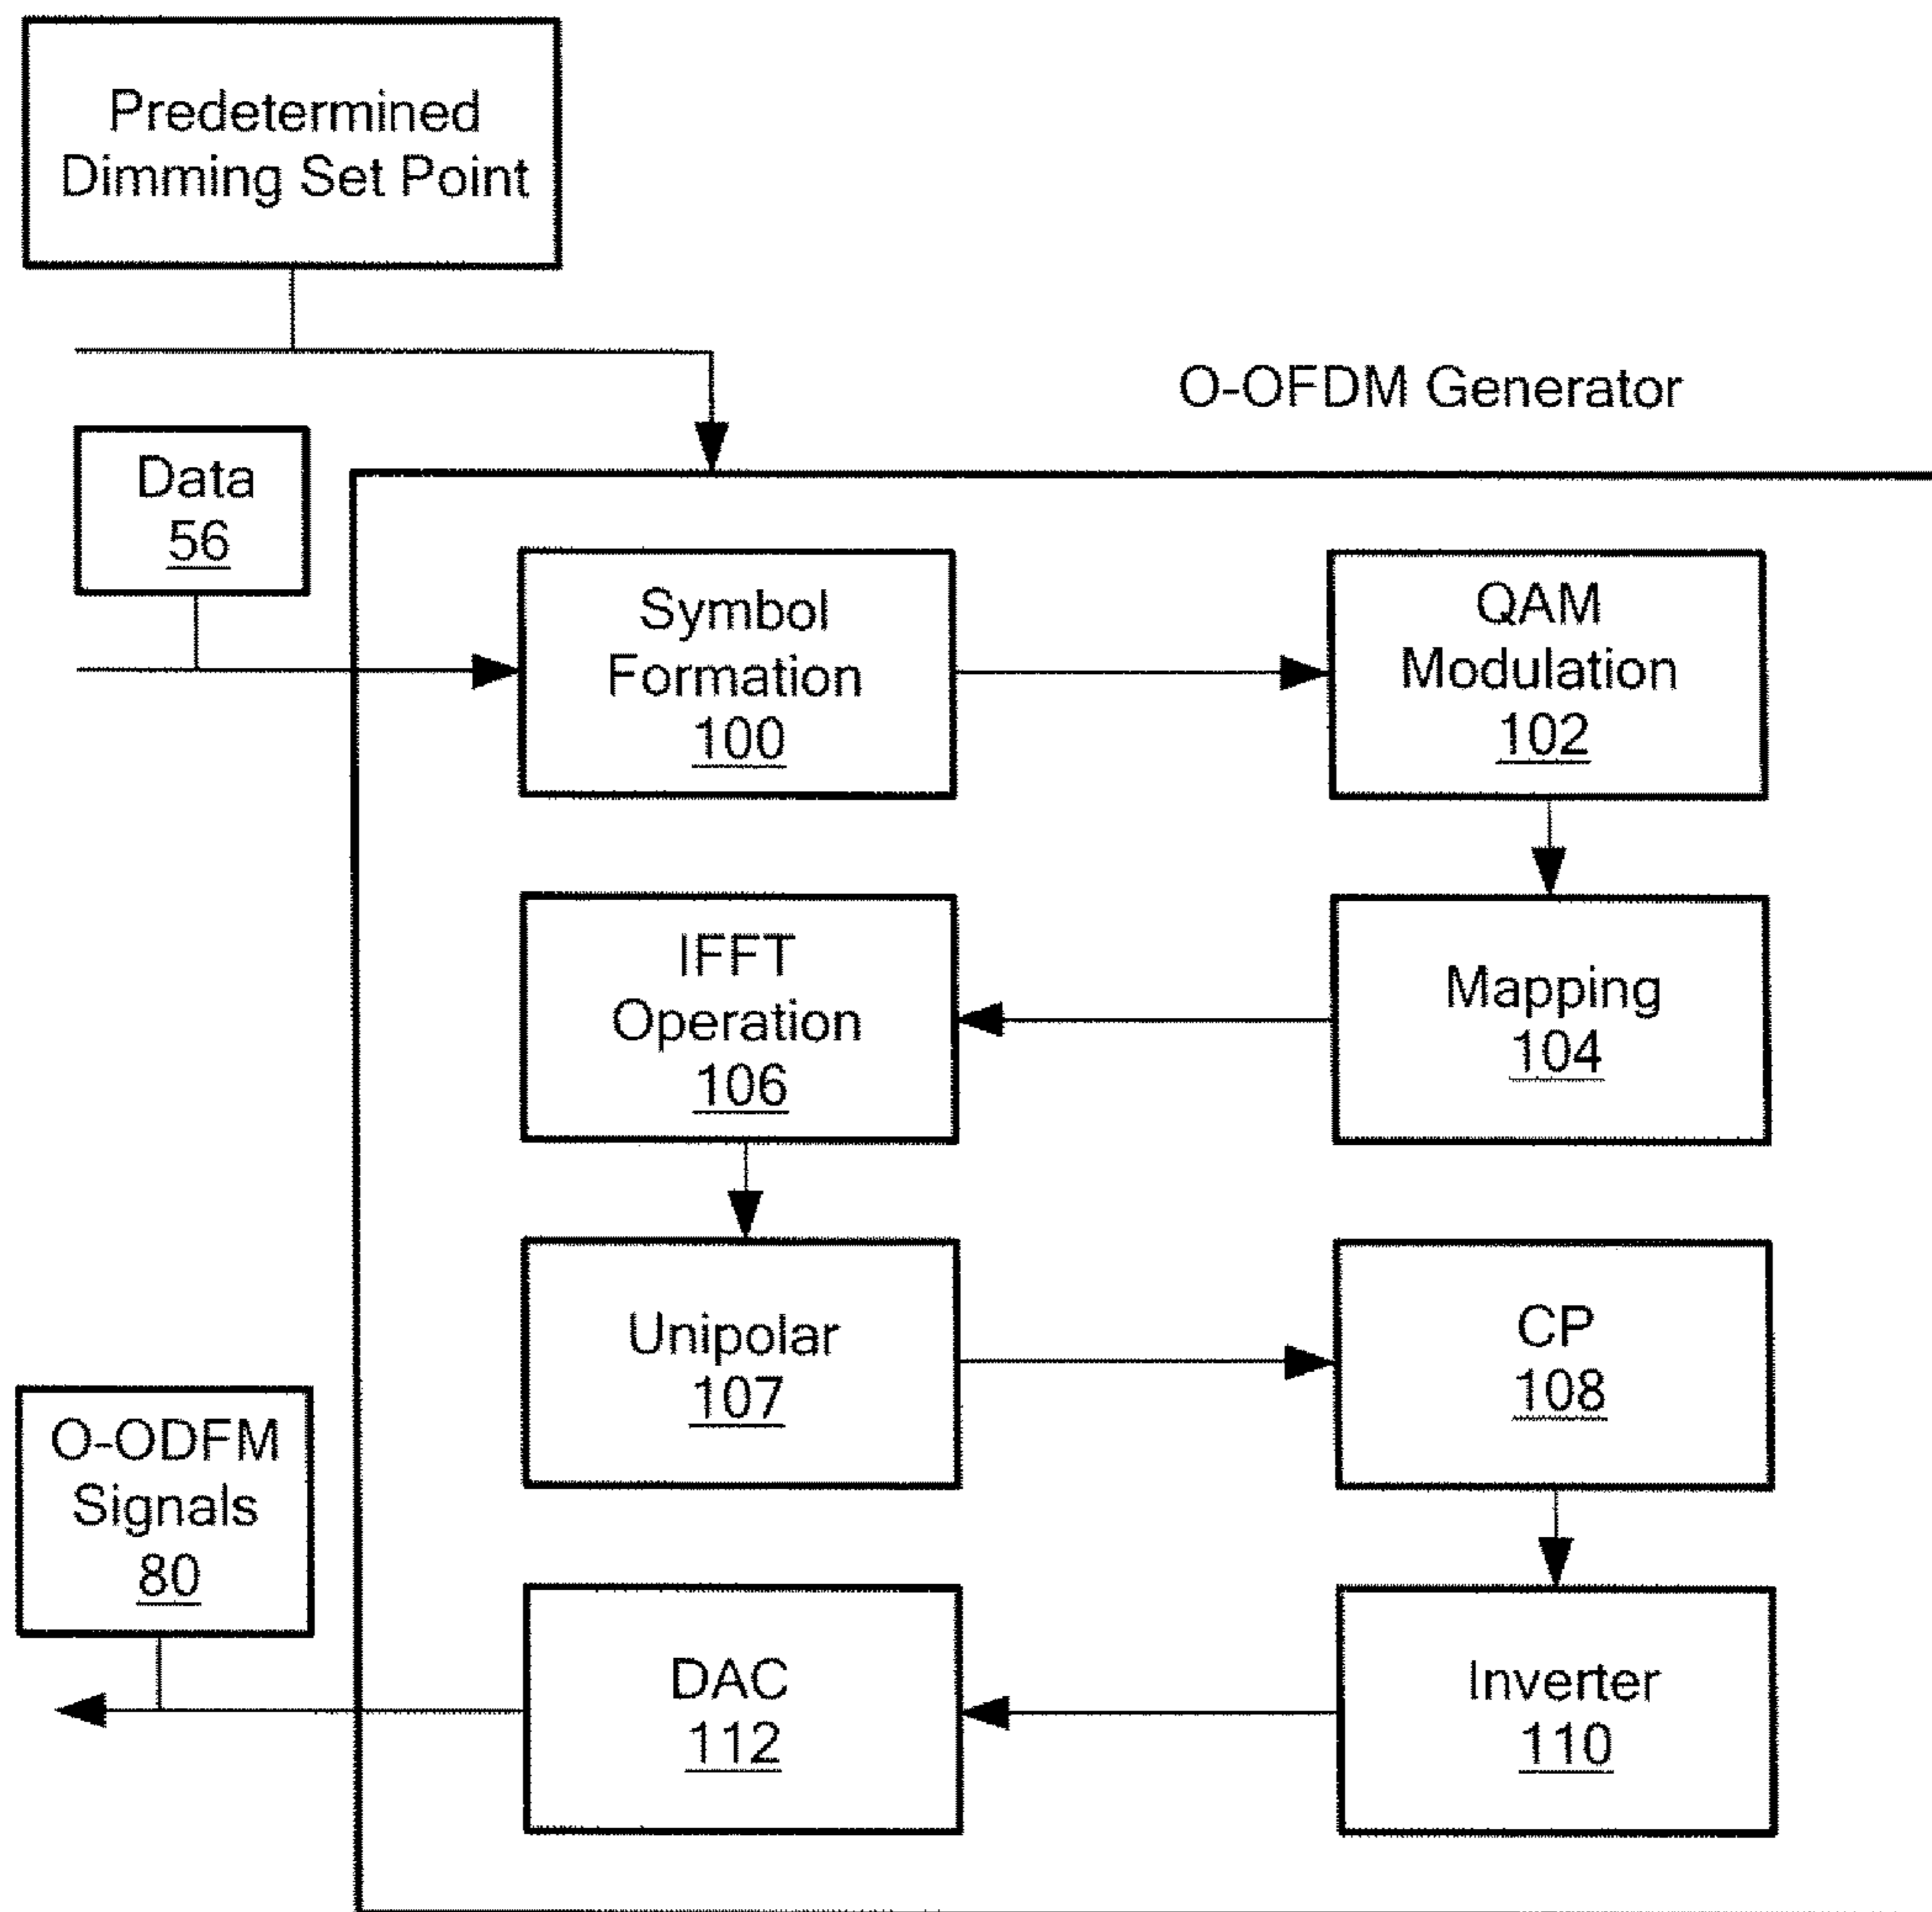 Predetermined
Dimming Set Point
O-OFDM Generator
Data
56
Symbol
Formation
100
QAM
Modulation
102
IFFT
Operation
106
Mapping
104
Unipolar
107
CP
108
O-ODFM
Signals
80
DAC
112
Inverter
110